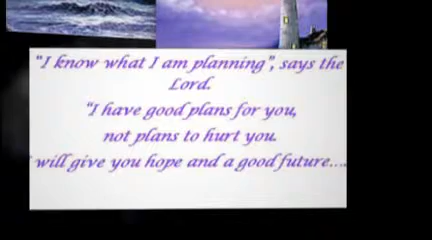 "I know what I am planning", says the
Lord.
"I have good plans for you,
not plans to hurt you.
will give you hope and a good future....